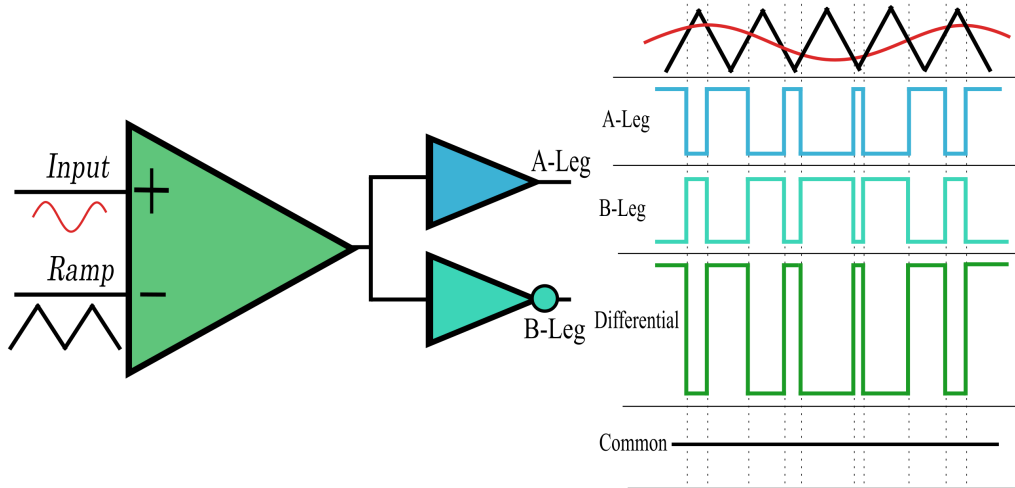 Input
+
Ramp
−
A-Leg
B-Leg
A-Leg
B-Leg
Differential
Common